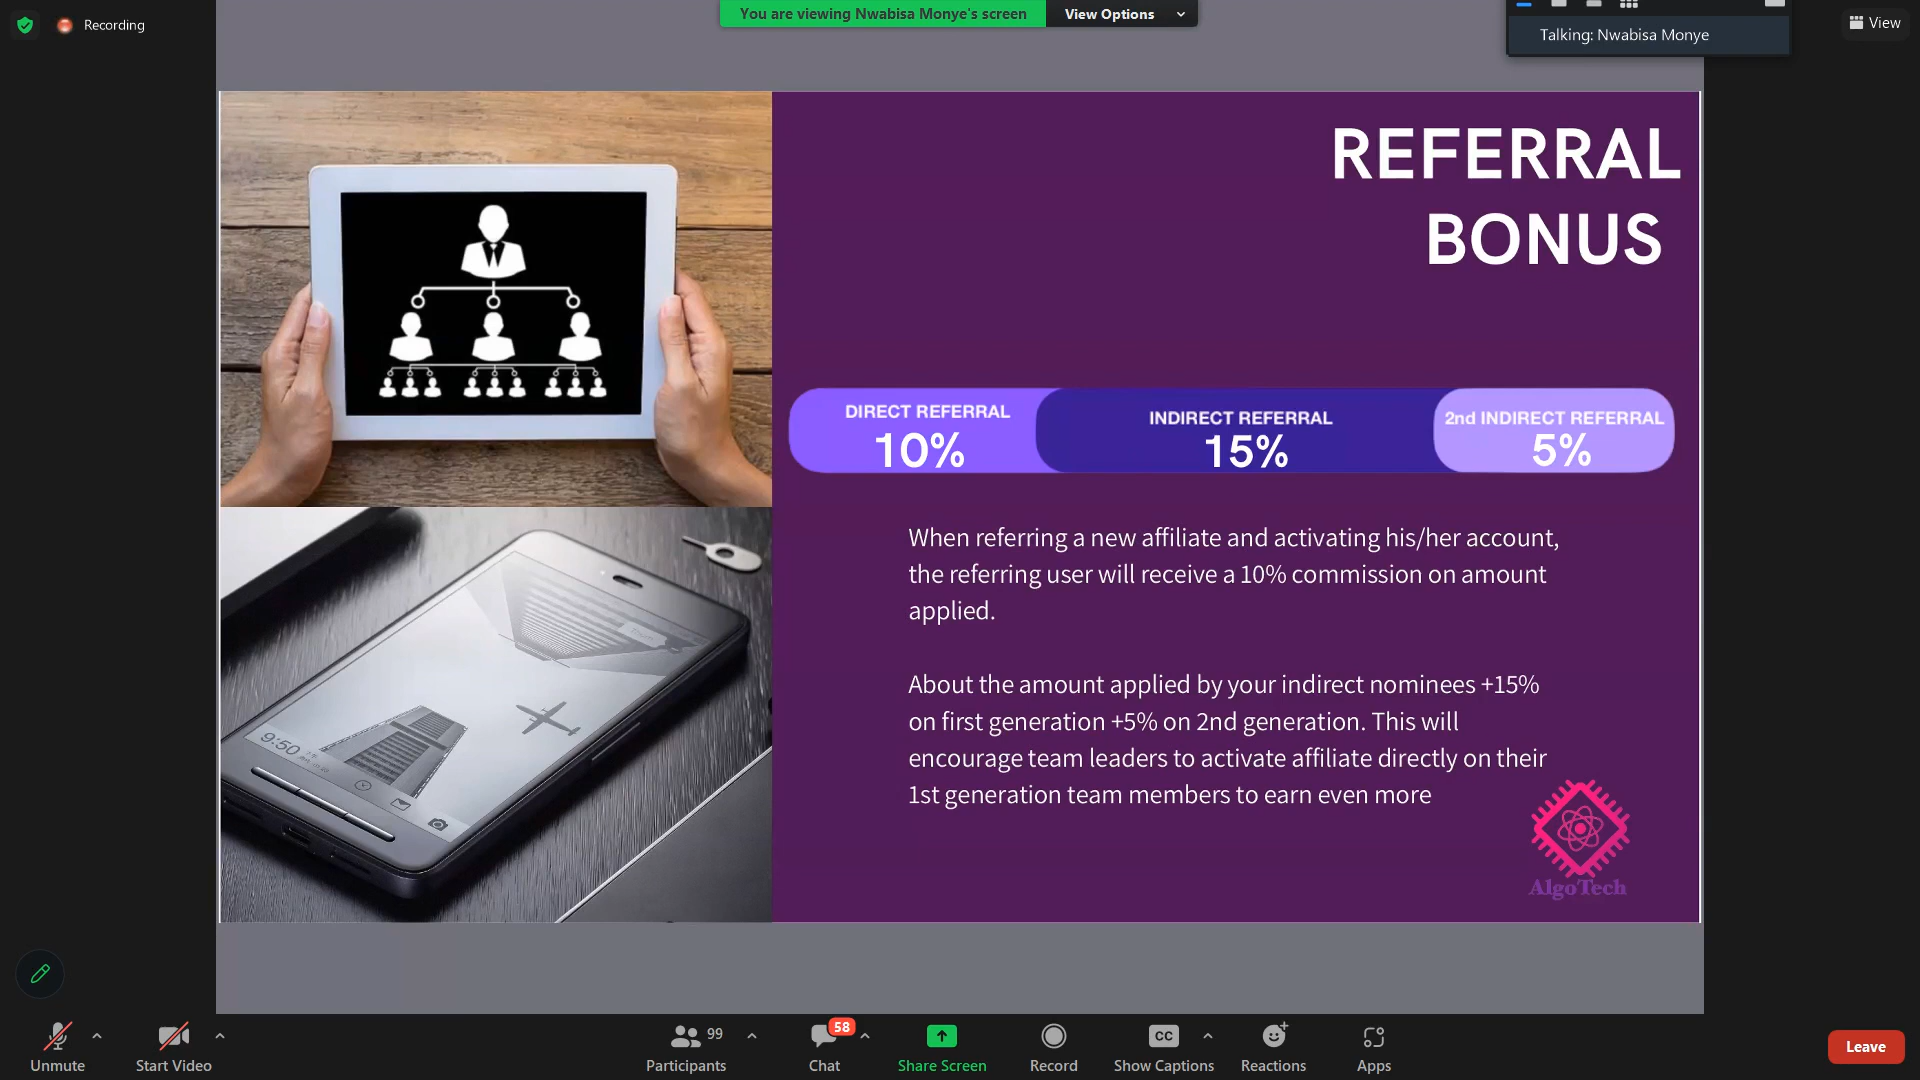 Recording
You are viewing Nwabisa Monye's screen
View Options
Talking: Nwabisa Monye
View
REFERRAL
BONUS
DIRECT REFERRAL
10%
INDIRECT REFERRAL
15%
2nd INDIRECT REFERRAL
5%
When referring a new affiliate and activating his/her account,
the referring user will receive a 10% commission on amount
applied.
About the amount applied by your indirect nominees +15%
on first generation +5% on 2nd generation. This will
encourage team leaders to activate affiliate directly on their
1st generation team members to earn even more
AlgoTech
9:50
Unmute
Start Video
99
Participants
58
Chat
Share Screen
Record
CC
Show Captions
Reactions
Apps
Leave